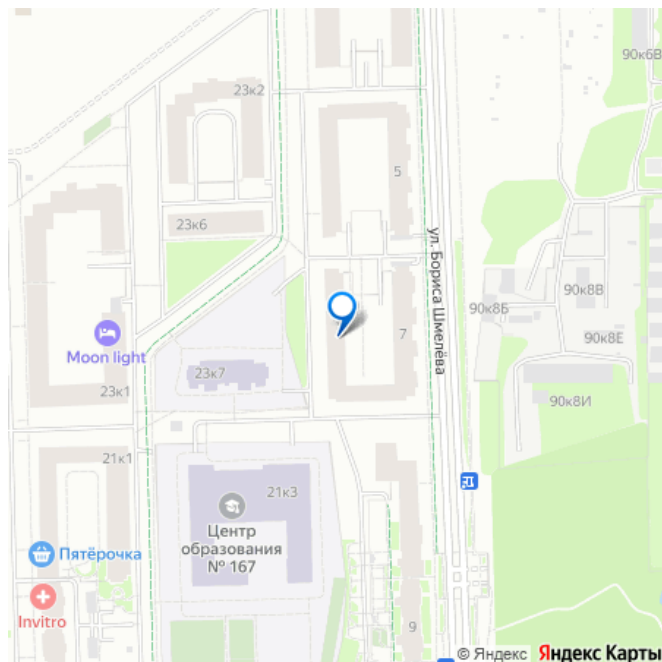 90к6В
23к2
5
23к6
ул. Бориса Шмелёва
90к8В
90к8Б
Moon light
7
90к8Е
23к7
23к1
90к8И
21к1
21к3
Центр
образования
№ 167
Пятёрочка
Invitro
9
© Яндекс Яндекс Карты